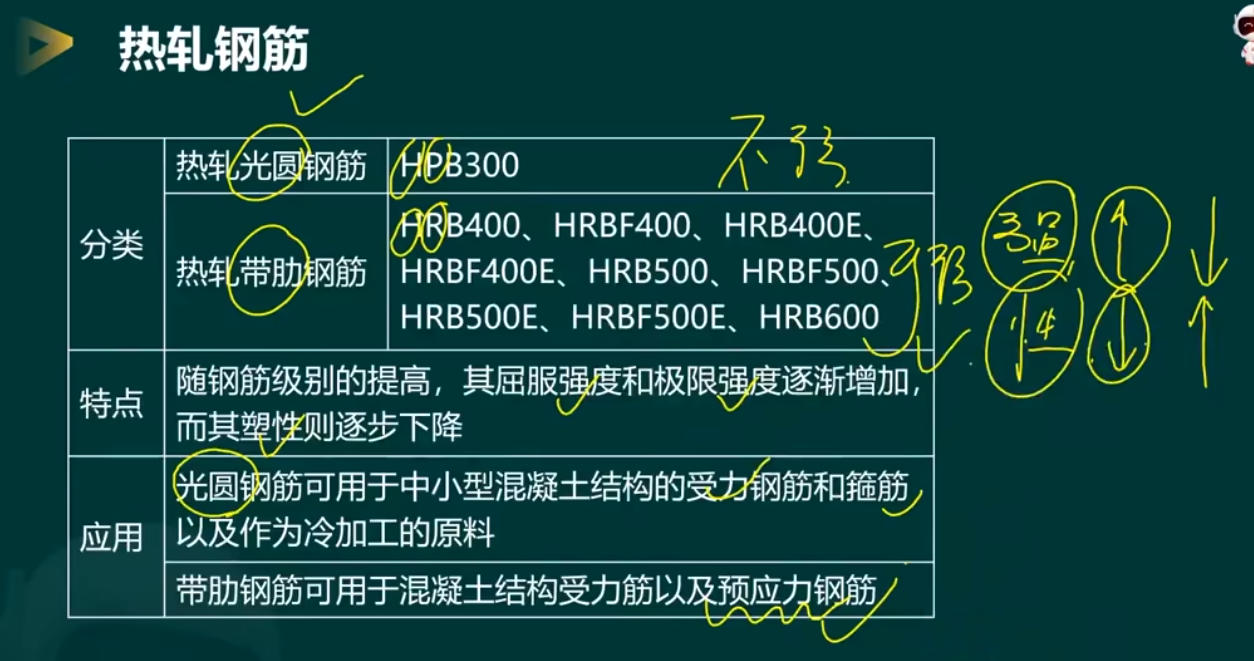 热轧钢筋
分类
热轧光圆钢筋
HPB300
热轧带肋钢筋
HRB400、HRBF400、HRB400E、
HRBF400E、HRB500、HRBF500、
HRB500E、HRBF500E、HRB600
特点
随钢筋级别的提高，其屈服强度和极限强度逐渐增加，
而其塑性则逐步下降
应用
光圆钢筋可用于中小型混凝土结构的受力钢筋和箍筋，
以及作为冷加工的原料
带肋钢筋可用于混凝土结构受力筋以及预应力钢筋
强
性